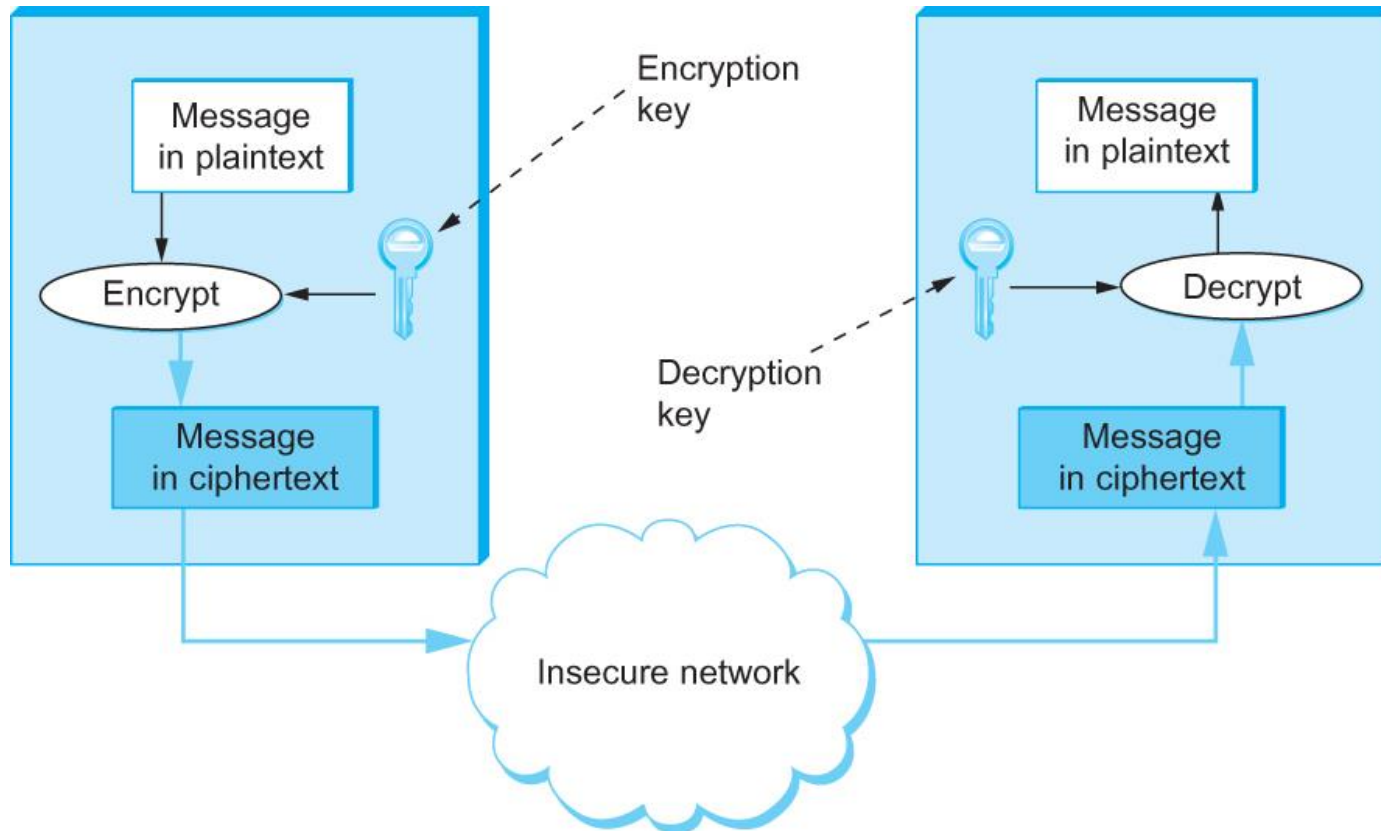 Message
in plaintext
Encrypt
Message
in ciphertext
Encryption
key
Decryption
key
Insecure network
Message
in plaintext
Decrypt
Message
in ciphertext